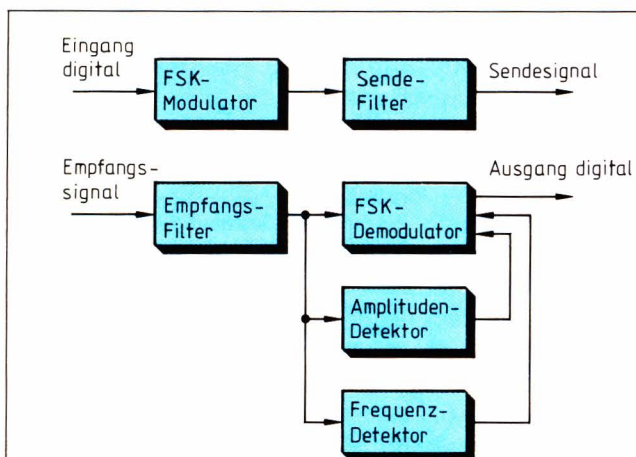 Eingang
digital
FSK-
Modulator
Sende-
Filter
Sendesignal
Empfangs-
signal
Empfangs-
Filter
FSK-
Demodulator
Ausgang digital
Amplituden-
Detektor
Frequenz-
Detektor